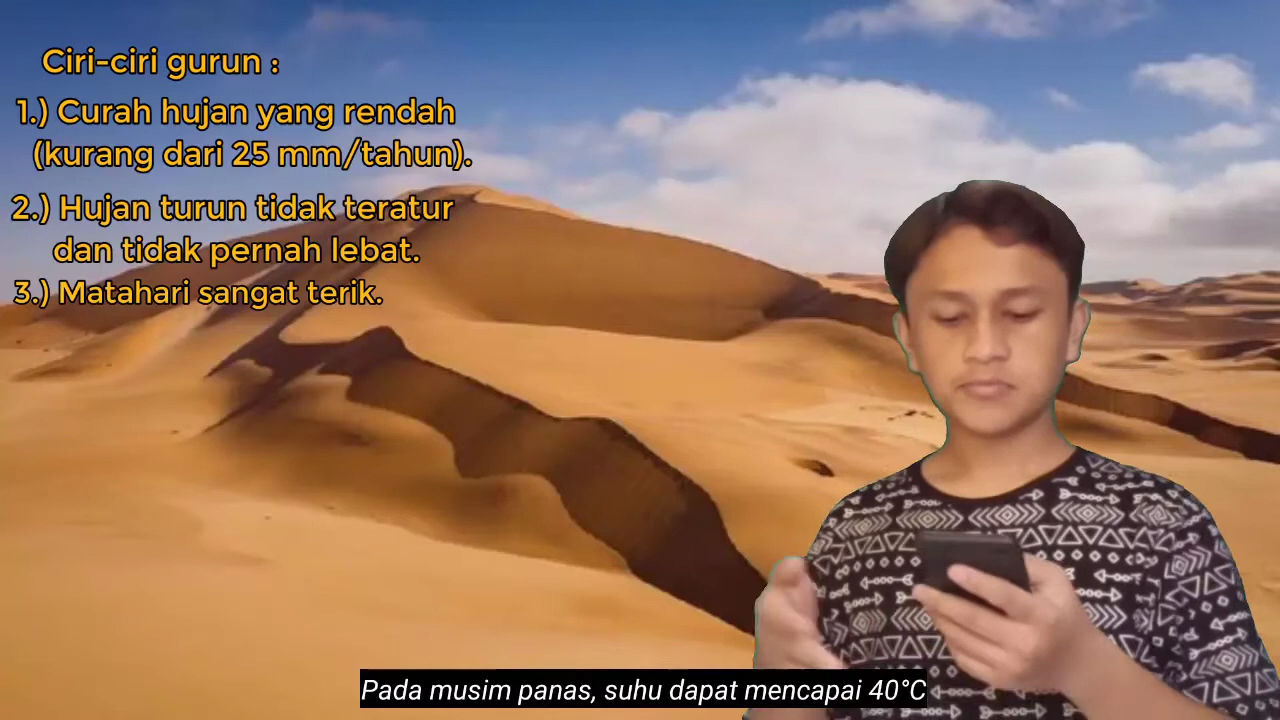 Ciri-ciri gurun :
1.) Curah hujan yang rendah
(kurang dari 25 mm/tahun).
2.) Hujan turun tidak teratur
dan tidak pernah lebat.
3.) Matahari sangat terik.
Pada musim panas, suhu dapat mencapai 40°C